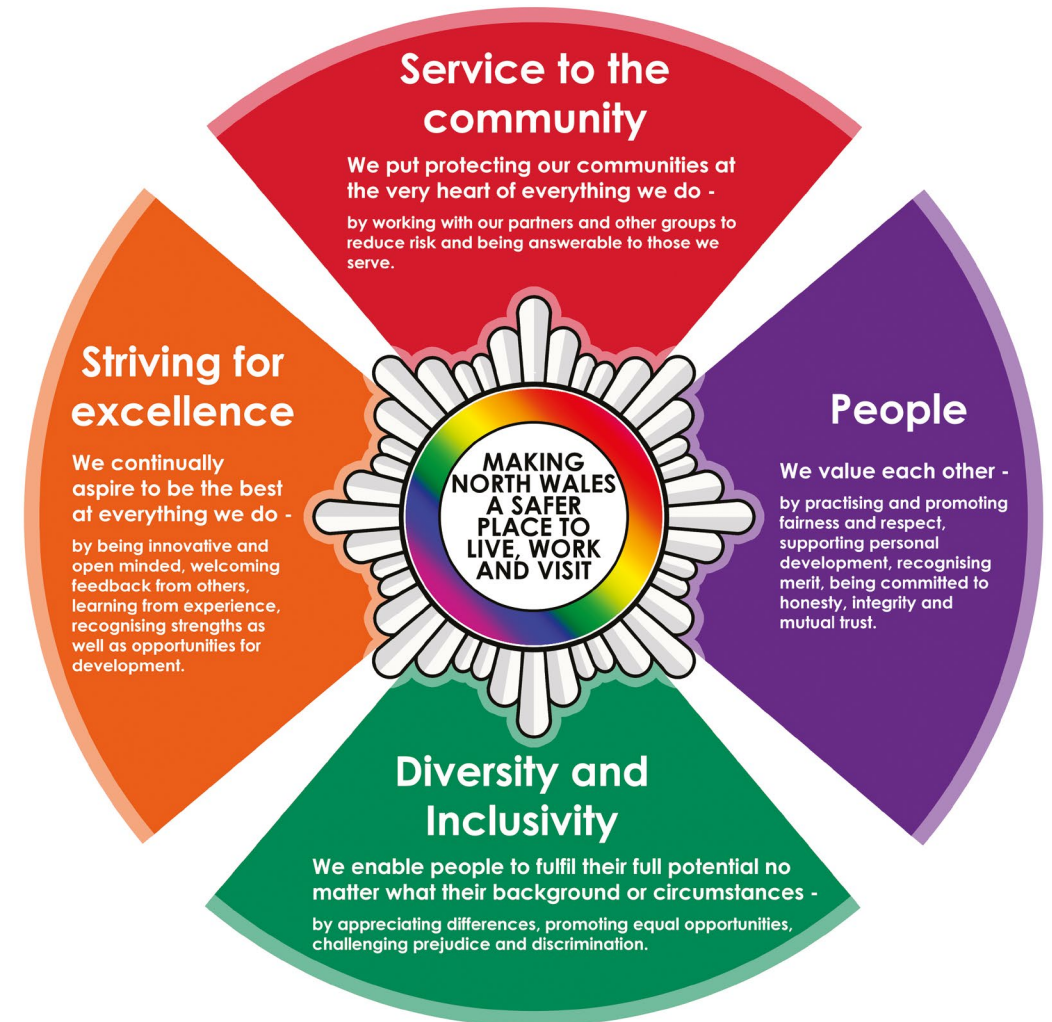 Service to the
community
We put protecting our communities at
the very heart of everything we do -
by working with our partners and other groups to
reduce risk and being answerable to those we
serve.
Striving for
excellence
We continually
aspire to be the best
at everything we do -
by being innovative and
open minded, welcoming
feedback from others,
learning from experience,
recognising strengths as
well as opportunities for
development.
MAKING
NORTH WALES
A SAFER
PLACE TO
LIVE, WORK
AND VISIT
People
We value each other -
by practising and promoting
fairness and respect,
supporting personal
development, recognising
merit, being committed to
honesty, integrity and
mutual trust.
Diversity and
Inclusivity
We enable people to fulfil their full potential no
matter what their background or circumstances -
by appreciating differences, promoting equal opportunities,
challenging prejudice and discrimination.